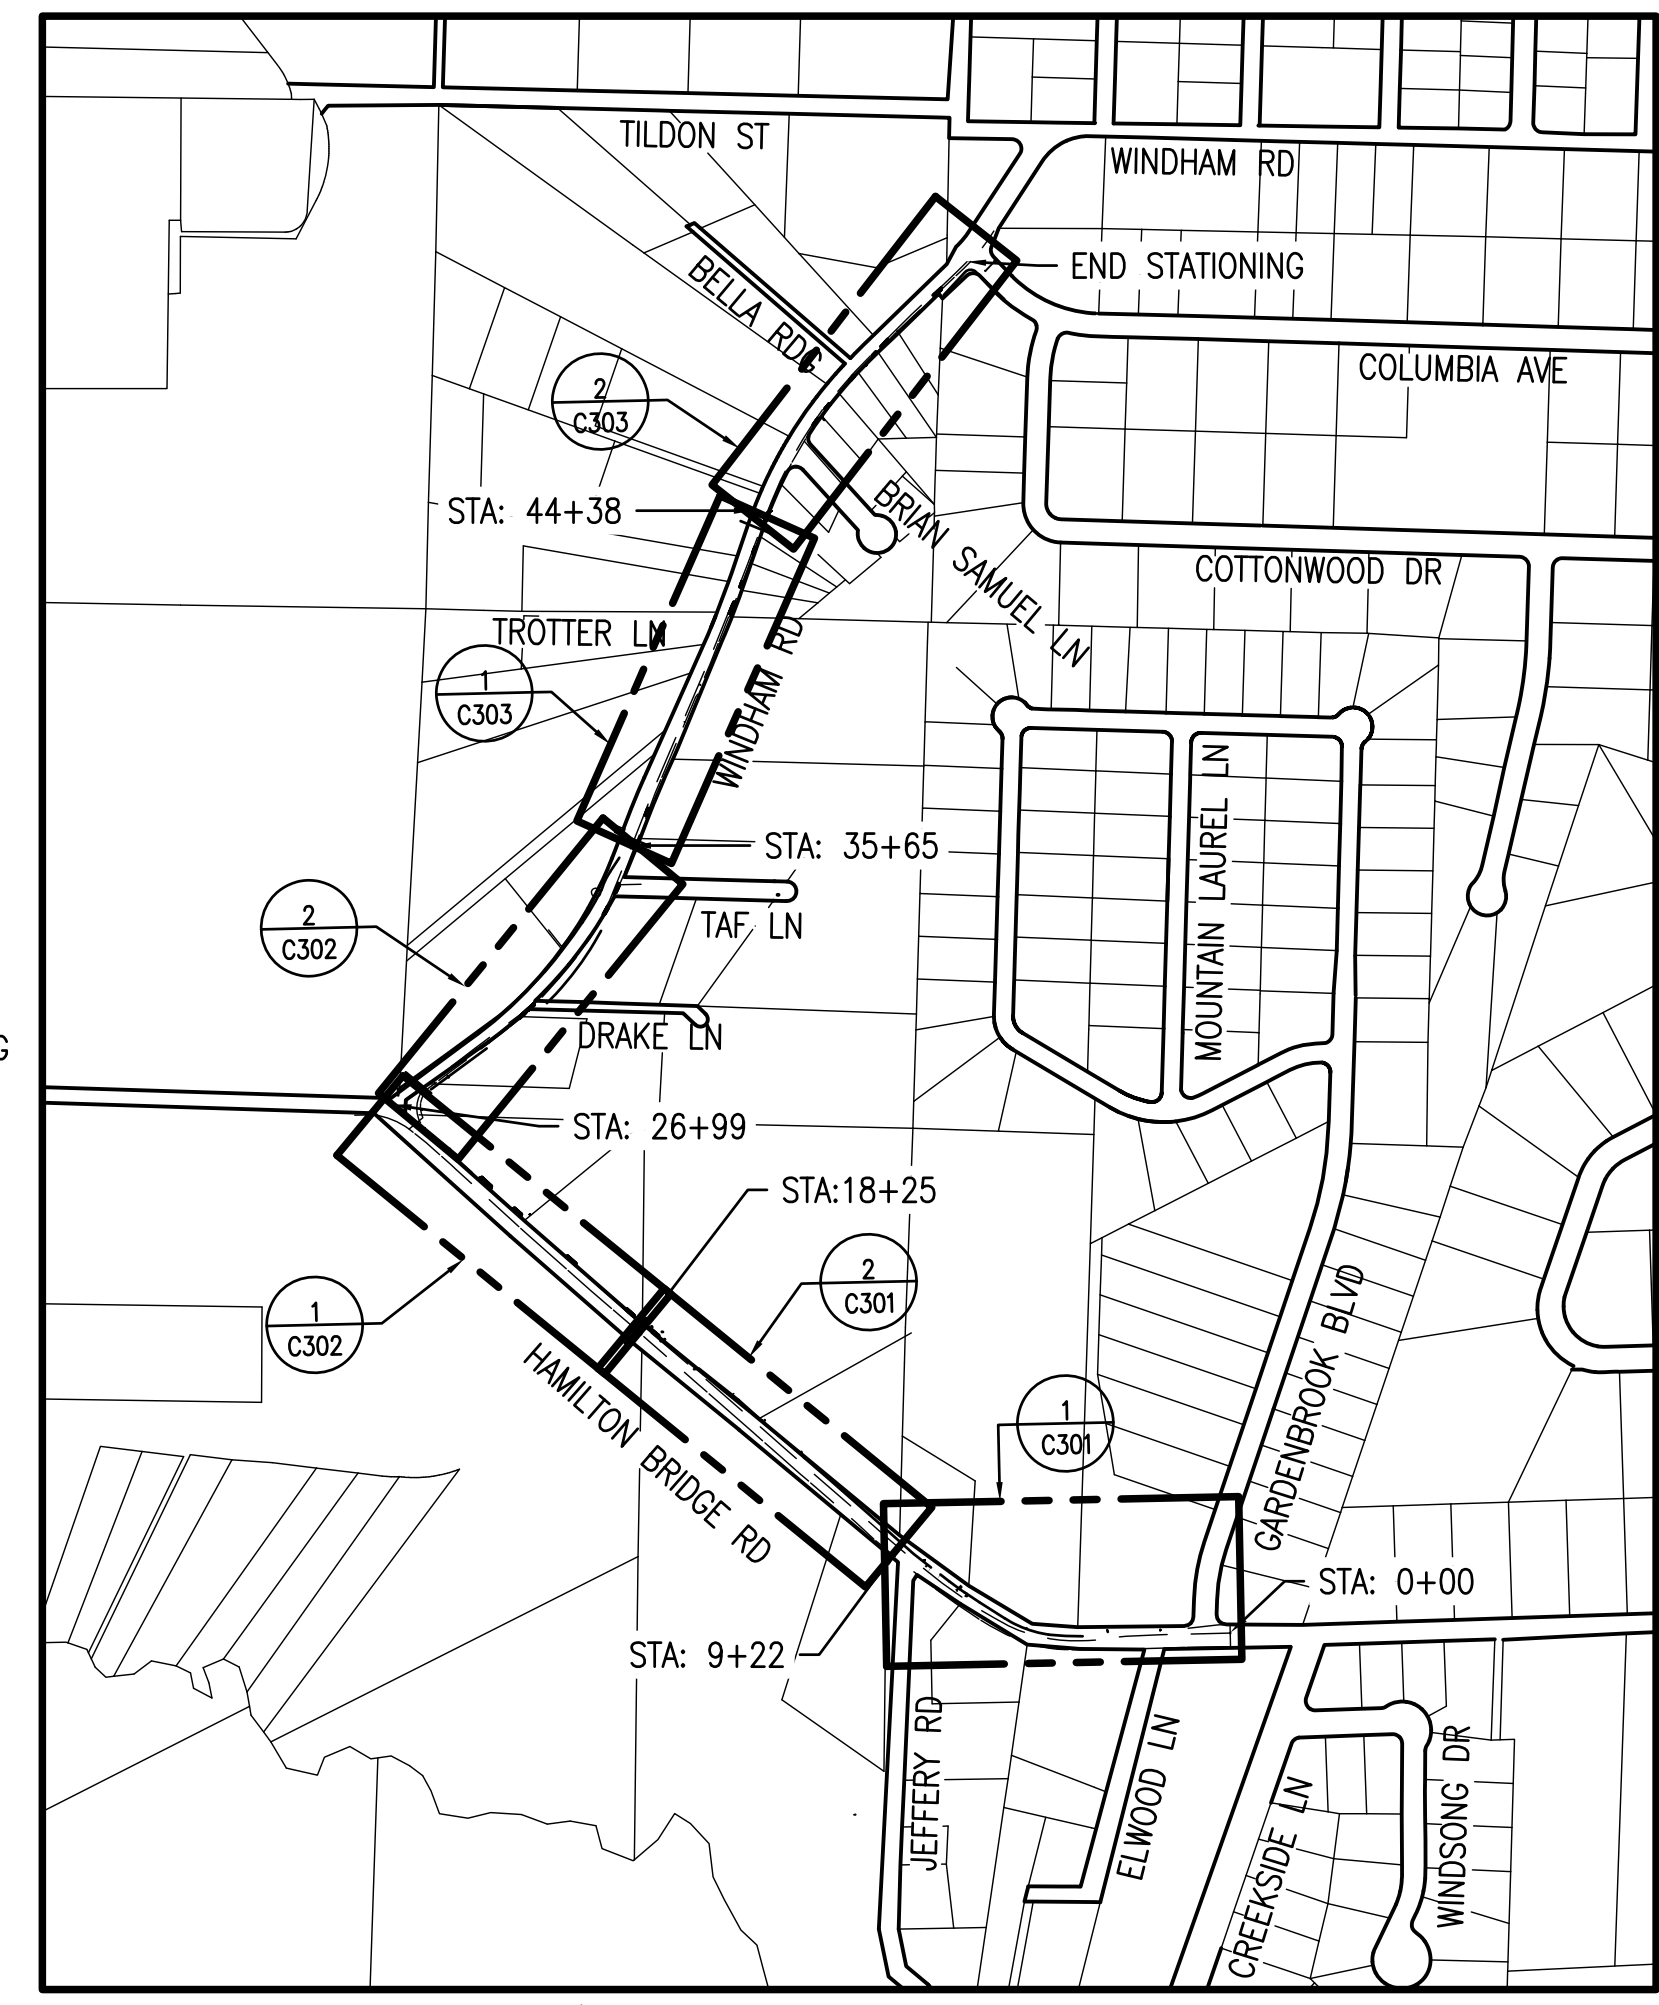 TILDON ST
WINDHAM RD
END STATIONING
BELLA RDG
COLUMBIA AVE
2
C303
BRIAN SAMUEL LN
STA: 44+38
COTTONWOOD DR
TROTTER LN
WINDHAM RD
1
C303
MOUNTAIN LAUREL LN
STA: 35+65
TAF LN
2
C302
DRAKE LN
G
STA: 26+99
STA:18+25
2
C301
GARDENBROOK BLVD
1
C302
HAMILTON BRIDGE RD
1
C301
STA: 0+00
STA: 9+22
JEFFERY RD
ELWOOD LN
WINDSONG DR
CREEKSIDE LN